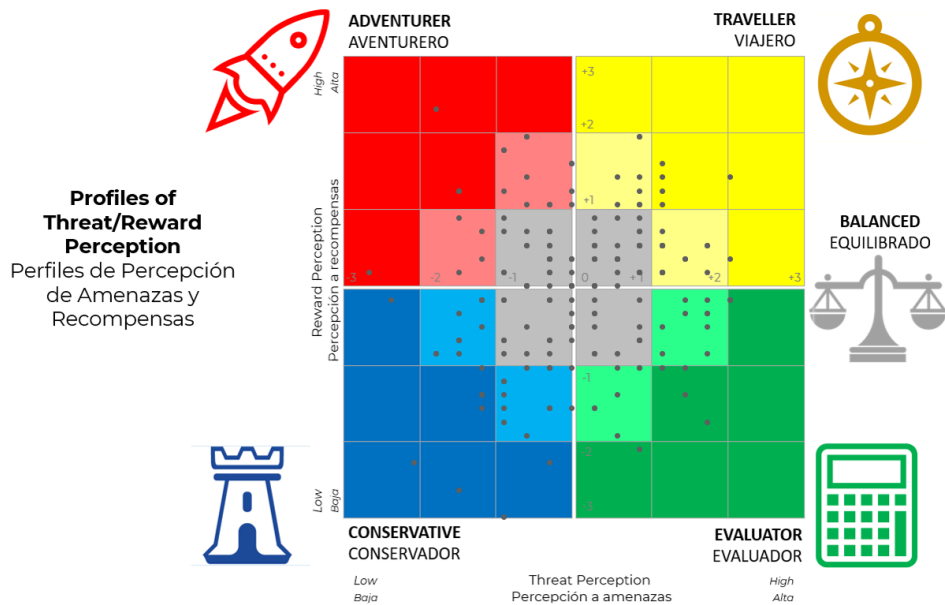 ADVENTURER
AVENTURERO
TRAVELLER
VIAJERO
High
Alta
+3
+2
Profiles of
Threat/Reward
Perception
Perfiles de Percepción
de Amenazas y
Recompensas
Reward Perception
Percepción a recompensas
+1
BALANCED
EQUILIBRADO
-3
-2
-1
0
+1
+2
+3
-1
-2
-3
Low
Baja
CONSERVATIVE
CONSERVADOR
EVALUATOR
EVALUADOR
Low
Baja
Threat Perception
Percepción a amenazas
High
Alta